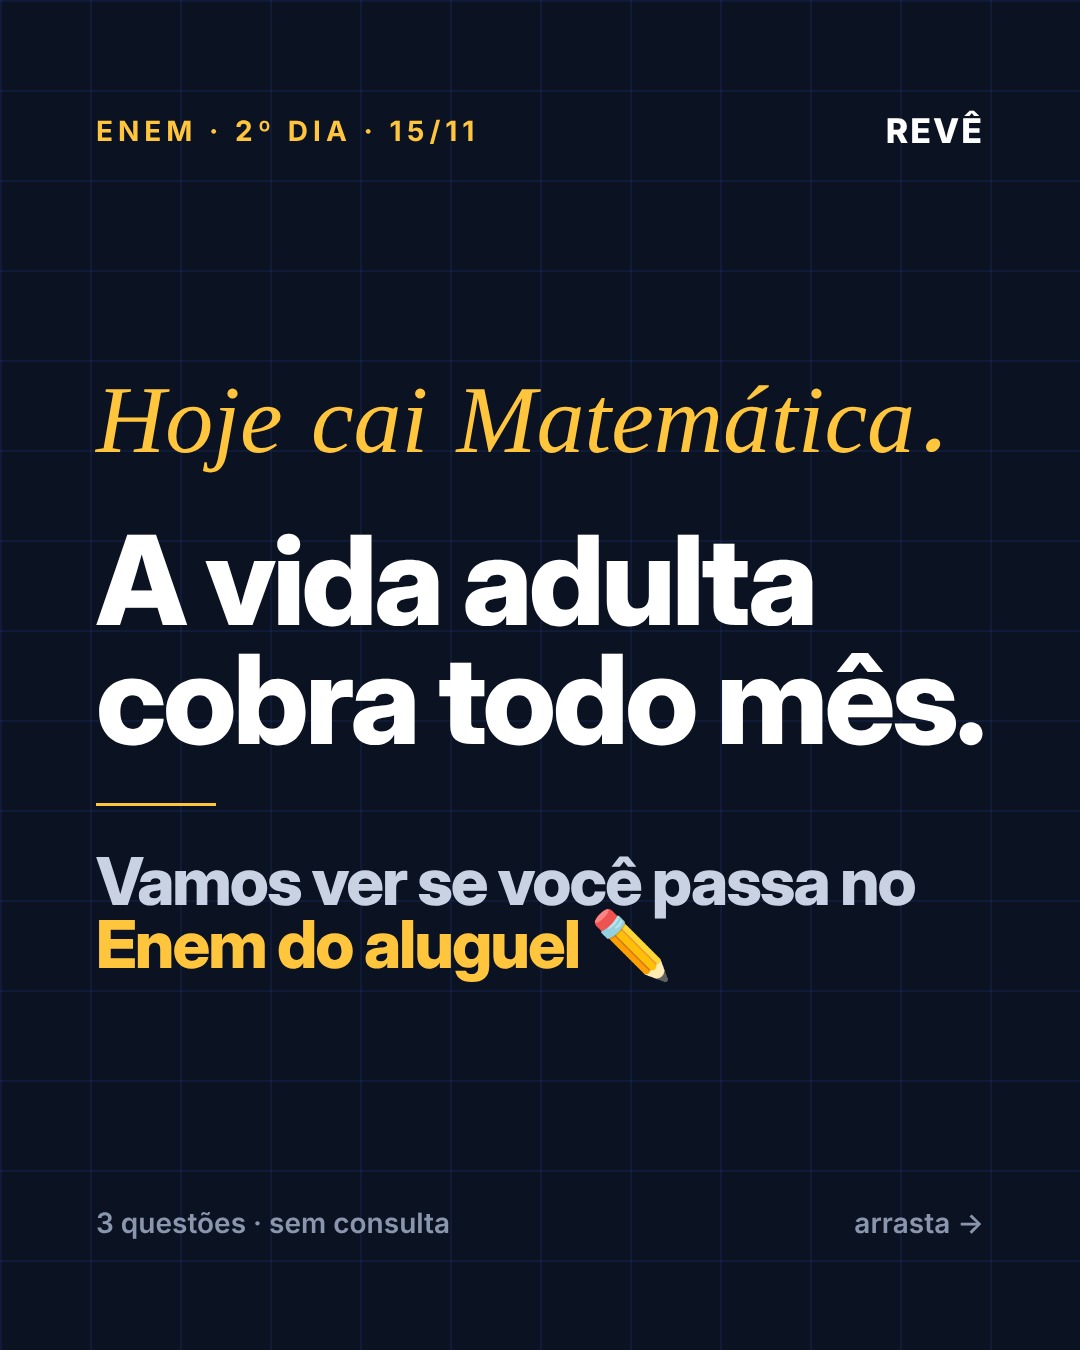 ENEM · 2º DIA · 15/11
REVÊ
Hoje cai Matemática.
A vida adulta
cobra todo mês.
Vamos ver se você passa no
Enem do aluguel ✏️
3 questões · sem consulta
arrasta →